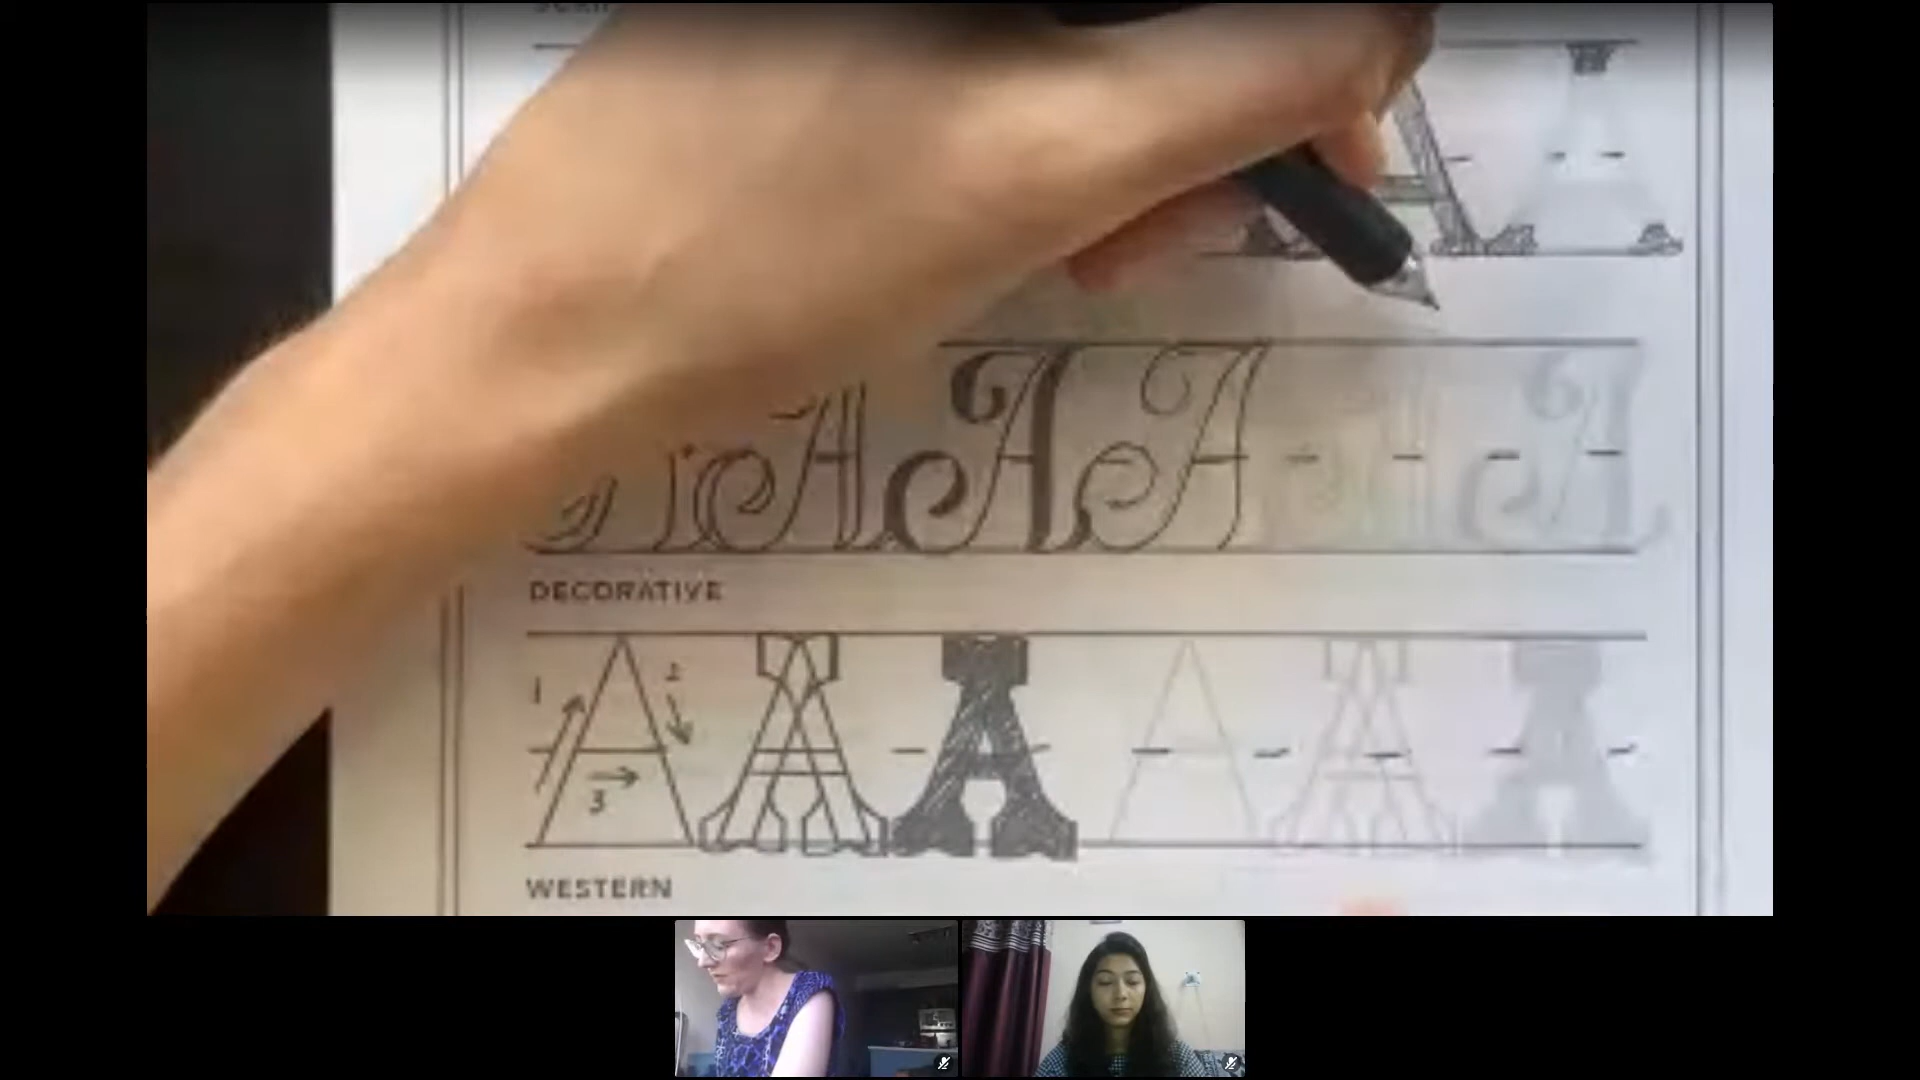 A A A A A
DECORATIVE
1 A 2 A A A A A
3
WESTERN